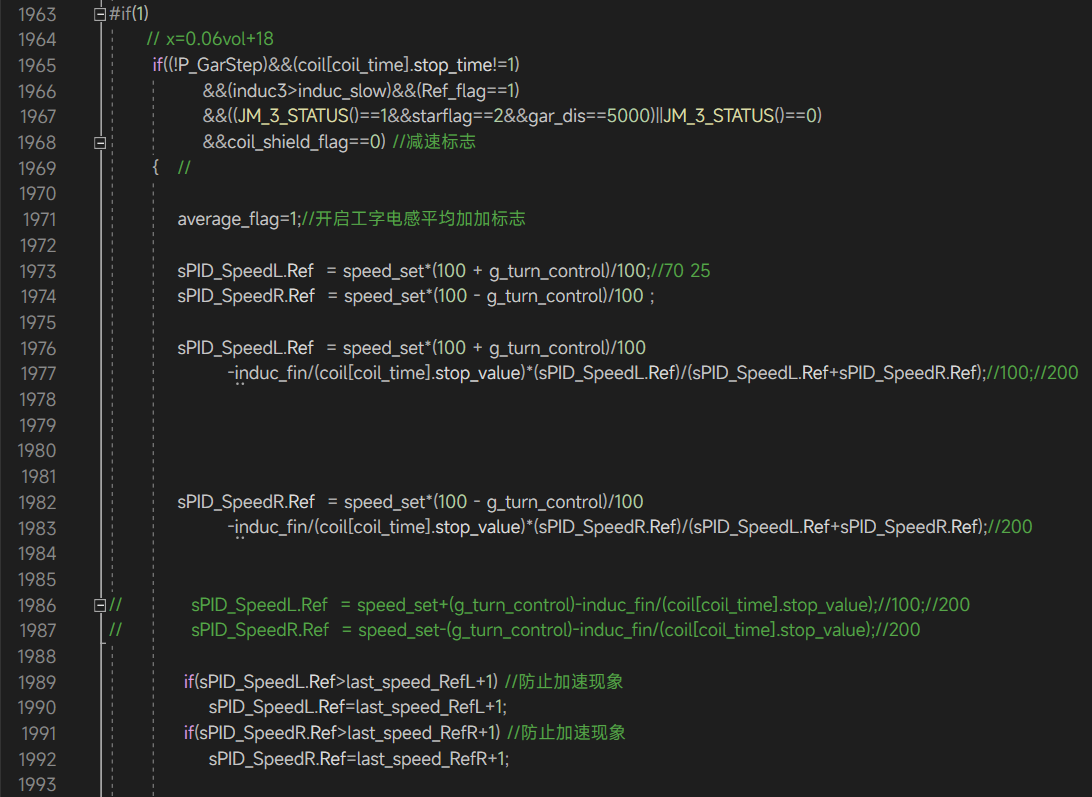 1963 #if(1)
1964 // x=0.06vol+18
1965 if((!P_GarStep)&&(coil[coil_time].stop_time!=1)
1966 &&(induc3>induc_slow)&&(Ref_flag==1)
1967 &&((JM_3_STATUS()==1&&starflag==2&&gar_dis==5000)||JM_3_STATUS()==0)
1968 &&coil_shield_flag==0) //减速标志
1969 { //
1970
1971 average_flag=1;//开启工字电感平均加加标志
1972
1973 sPID_SpeedL.Ref = speed_set*(100 + g_turn_control)/100;//70 25
1974 sPID_SpeedR.Ref = speed_set*(100 - g_turn_control)/100 ;
1975
1976 sPID_SpeedL.Ref = speed_set*(100 + g_turn_control)/100
1977 -induc_fin/(coil[coil_time].stop_value)*(sPID_SpeedL.Ref)/(sPID_SpeedL.Ref+sPID_SpeedR.Ref);//100;//200
1978
1979
1980
1981
1982 sPID_SpeedR.Ref = speed_set*(100 - g_turn_control)/100
1983 -induc_fin/(coil[coil_time].stop_value)*(sPID_SpeedR.Ref)/(sPID_SpeedL.Ref+sPID_SpeedR.Ref);//200
1984
1985
1986 // sPID_SpeedL.Ref = speed_set+(g_turn_control)-induc_fin/(coil[coil_time].stop_value);//100;//200
1987 // sPID_SpeedR.Ref = speed_set-(g_turn_control)-induc_fin/(coil[coil_time].stop_value);//200
1988
1989 if(sPID_SpeedL.Ref>last_speed_RefL+1) //防止加速现象
1990 sPID_SpeedL.Ref=last_speed_RefL+1;
1991 if(sPID_SpeedR.Ref>last_speed_RefR+1) //防止加速现象
1992 sPID_SpeedR.Ref=last_speed_RefR+1;
1993